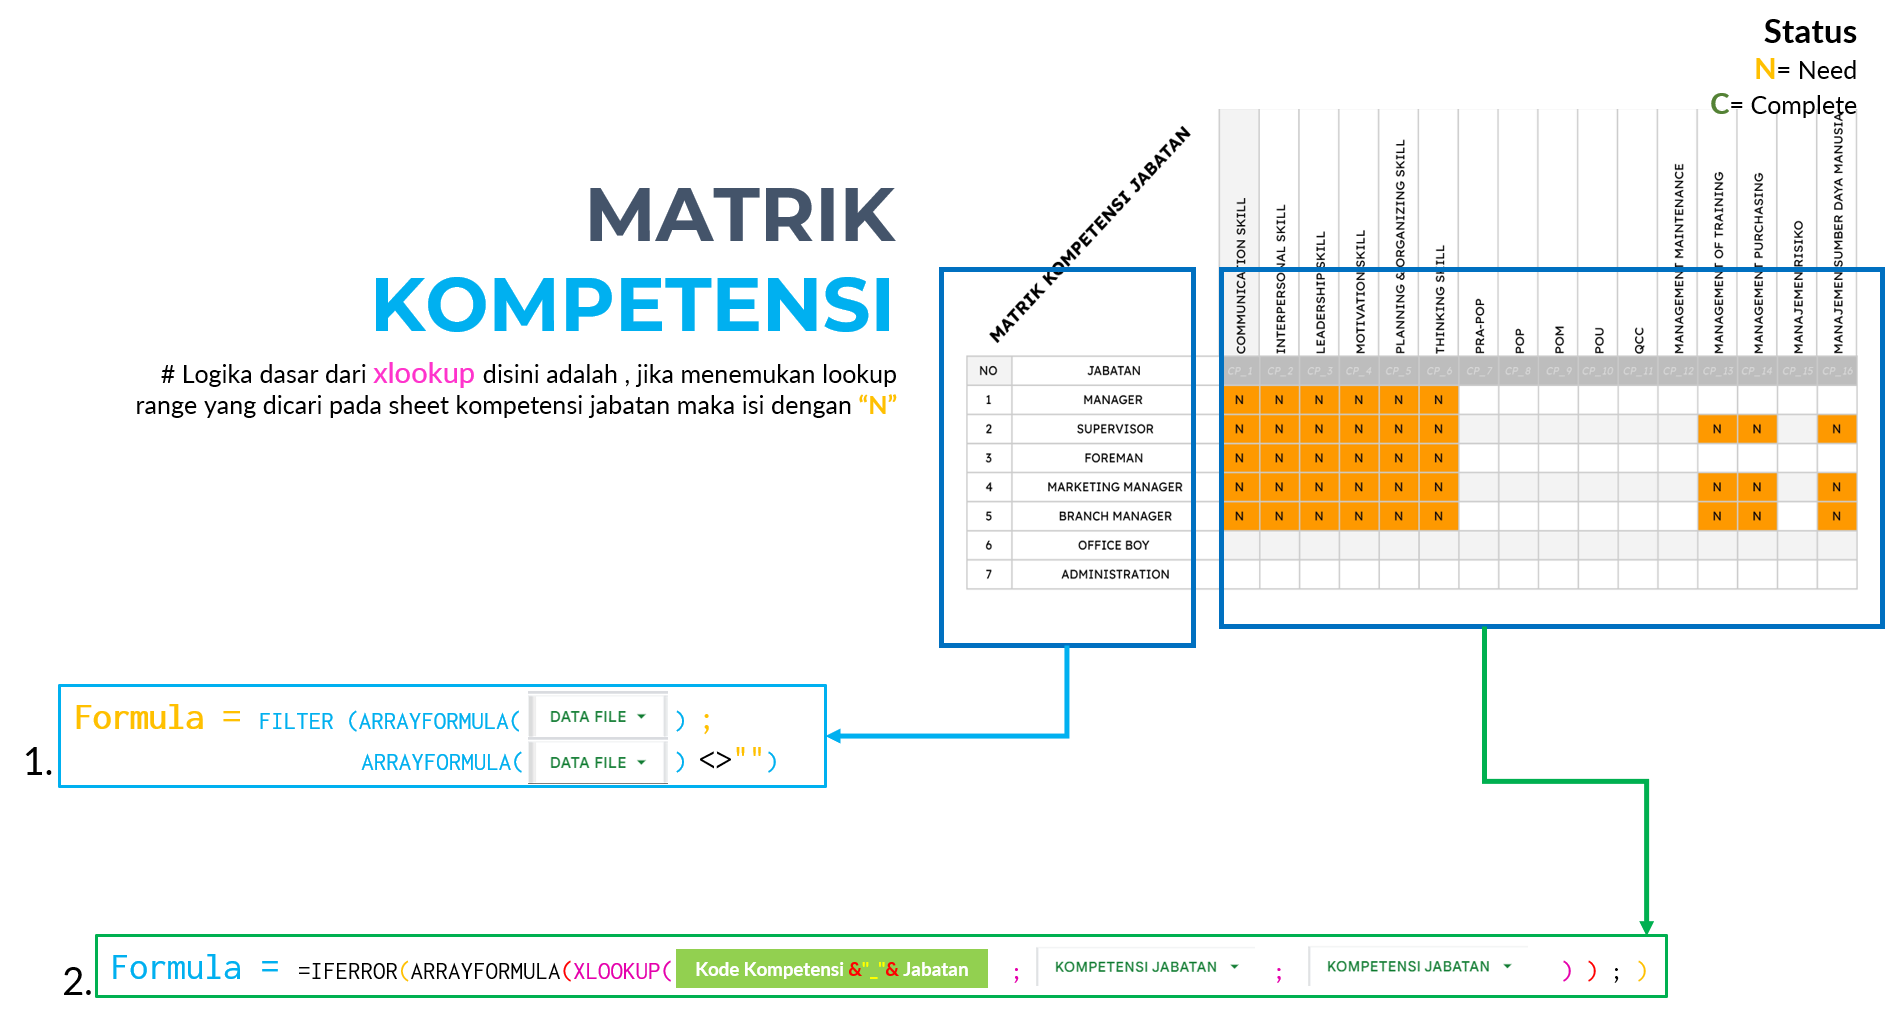 Status
N= Need
C= Complete
MATRIK
KOMPETENSI
# Logika dasar dari xlookup disini adalah , jika menemukan lookup
range yang dicari pada sheet kompetensi jabatan maka isi dengan “N”
MATRIK KOMPETENSI JABATAN
COMMUNICATION SKILL
INTERPERSONAL SKILL
LEADERSHIP SKILL
MOTIVATION SKILL
PLANNING & ORGANIZING SKILL
THINKING SKILL
PRA-POP
POP
POM
POU
QCC
MANAGEMENT MAINTENANCE
MANAGEMENT OF TRAINING
MANAGEMENT PURCHASING
MANAJEMEN RISIKO
MANAJEMEN SUMBER DAYA MANUSIA
NO JABATAN CP_1 CP_2 CP_3 CP_4 CP_5 CP_6 CP_7 CP_8 CP_9 CP_10 CP_11 CP_12 CP_13 CP_14 CP_15 CP_16
1 MANAGER N N N N N N
2 SUPERVISOR N N N N N N N N N
3 FOREMAN N N N N N N
4 MARKETING MANAGER N N N N N N N N N
5 BRANCH MANAGER N N N N N N N N N
6 OFFICE BOY
7 ADMINISTRATION
1. Formula = FILTER (ARRAYFORMULA( DATA FILE ) ;
ARRAYFORMULA( DATA FILE ) <>"")
2. Formula = =IFERROR(ARRAYFORMULA(XLOOKUP( Kode Kompetensi &"_"& Jabatan ; KOMPETENSI JABATAN ; KOMPETENSI JABATAN ) ) ; )